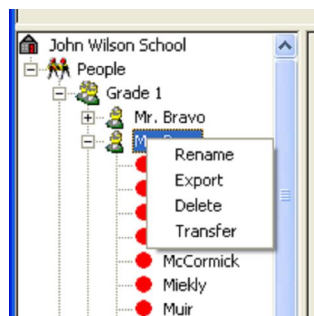 John Wilson School
People
Grade 1
Mr. Bravo
Rename
Export
Delete
Transfer
McCormick
Miekly
Muir